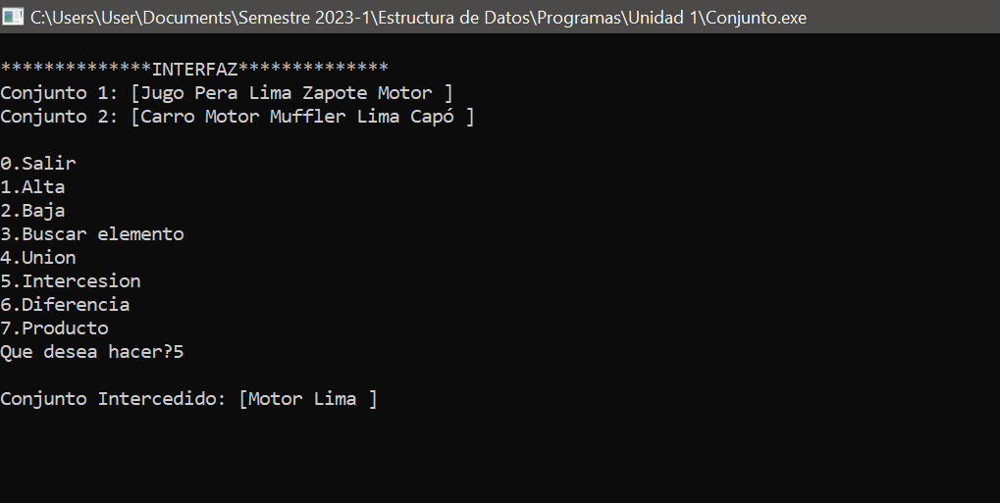 C:\Users\User\Documents\Semestre 2023-1\Estructura de Datos\Programas\Unidad 1\Conjunto.exe
**************INTERFAZ**************
Conjunto 1: [Jugo Pera Lima Zapote Motor ]
Conjunto 2: [Carro Motor Muffler Lima Capó ]
0.Salir
1.Alta
2.Baja
3.Buscar elemento
4.Union
5.Intercesion
6.Diferencia
7.Producto
Que desea hacer?5
Conjunto Intercedido: [Motor Lima ]